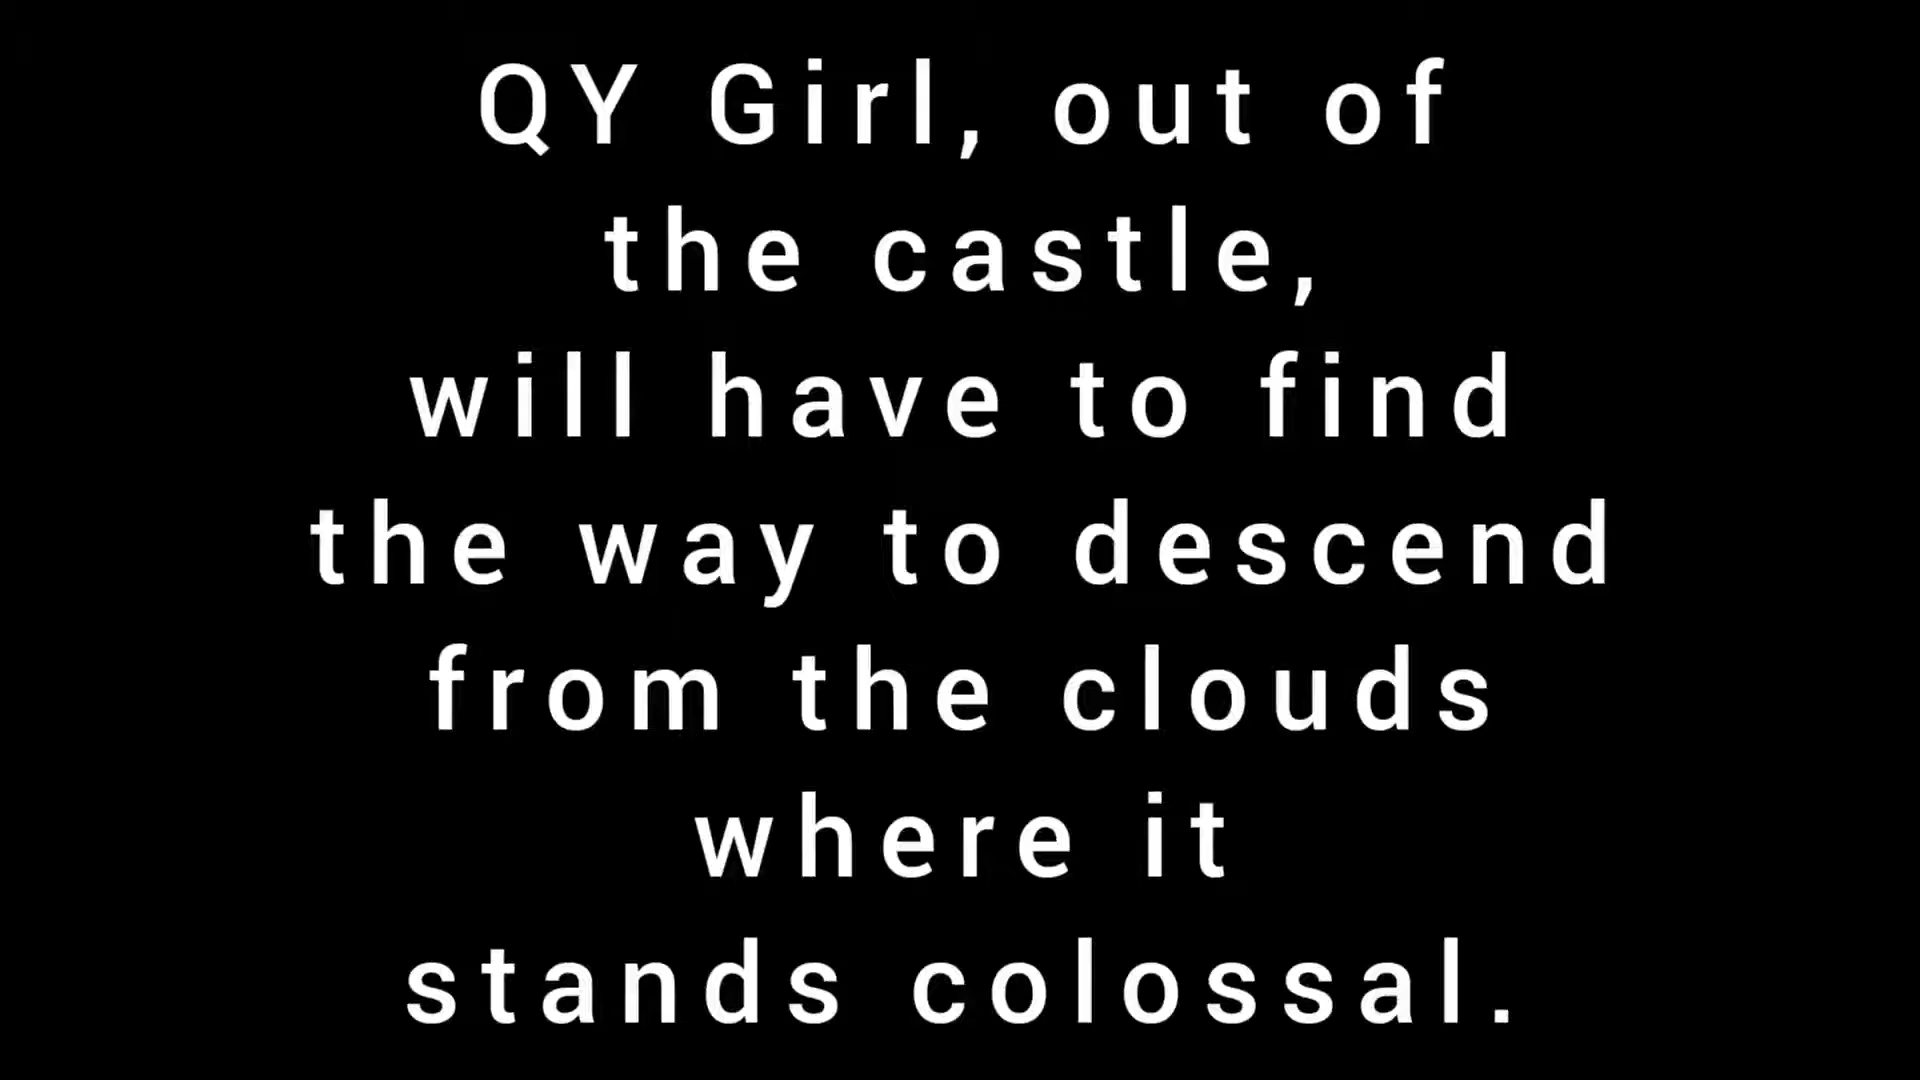 QY Girl, out of
the castle,
will have to find
the way to descend
from the clouds
where it
stands colossal.